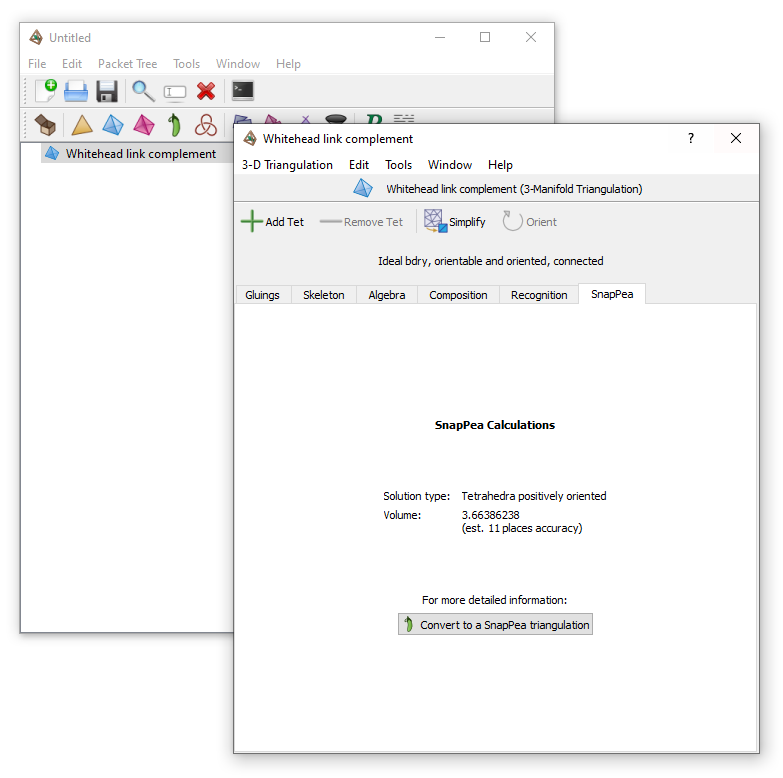 Untitled
File Edit Packet Tree Tools Window Help
Whitehead link complement
Whitehead link complement
?
3-D Triangulation Edit Tools Window Help
Whitehead link complement (3-Manifold Triangulation)
Add Tet Remove Tet Simplify Orient
Ideal bdry, orientable and oriented, connected
Gluings Skeleton Algebra Composition Recognition SnapPea
SnapPea Calculations
Solution type: Tetrahedra positively oriented
Volume: 3.66386238
(est. 11 places accuracy)
For more detailed information:
Convert to a SnapPea triangulation